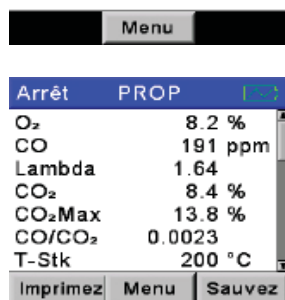 Menu
Arrêt PROP
O₂ 8.2 %
CO 191 ppm
Lambda 1.64
CO₂ 8.4 %
CO₂Max 13.8 %
CO/CO₂ 0.0023
T-Stk 200 °C
Imprimez Menu Sauvez